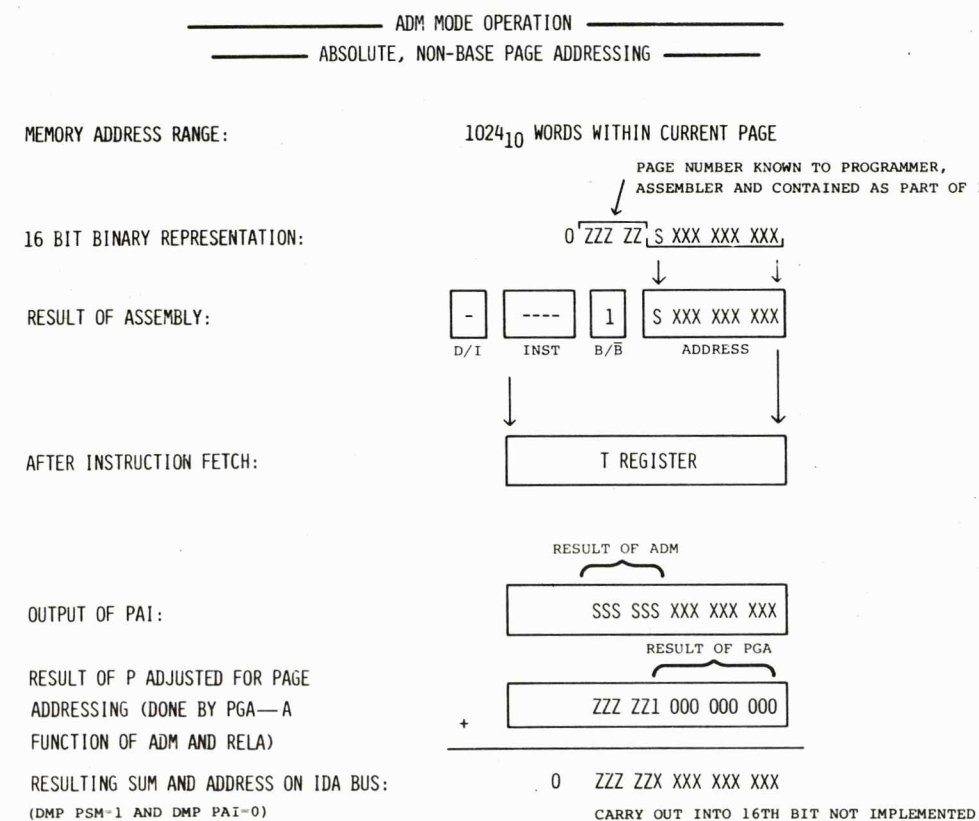 ADM MODE OPERATION
ABSOLUTE, NON-BASE PAGE ADDRESSING
MEMORY ADDRESS RANGE: 1024₁₀ WORDS WITHIN CURRENT PAGE
PAGE NUMBER KNOWN TO PROGRAMMER,
ASSEMBLER AND CONTAINED AS PART OF
16 BIT BINARY REPRESENTATION: 0 ZZZ ZZ S XXX XXX XXX
RESULT OF ASSEMBLY: - ---- 1 S XXX XXX XXX
D/I INST B/B̅ ADDRESS
AFTER INSTRUCTION FETCH: T REGISTER
RESULT OF ADM
OUTPUT OF PAI: SSS SSS XXX XXX XXX
RESULT OF PGA
RESULT OF P ADJUSTED FOR PAGE
ADDRESSING (DONE BY PGA—A ZZZ ZZ1 000 000 000
FUNCTION OF ADM AND RELA) +
RESULTING SUM AND ADDRESS ON IDA BUS: 0 ZZZ ZZX XXX XXX XXX
(DMP PSM=1 AND DMP PAI=0) CARRY OUT INTO 16TH BIT NOT IMPLEMENTED